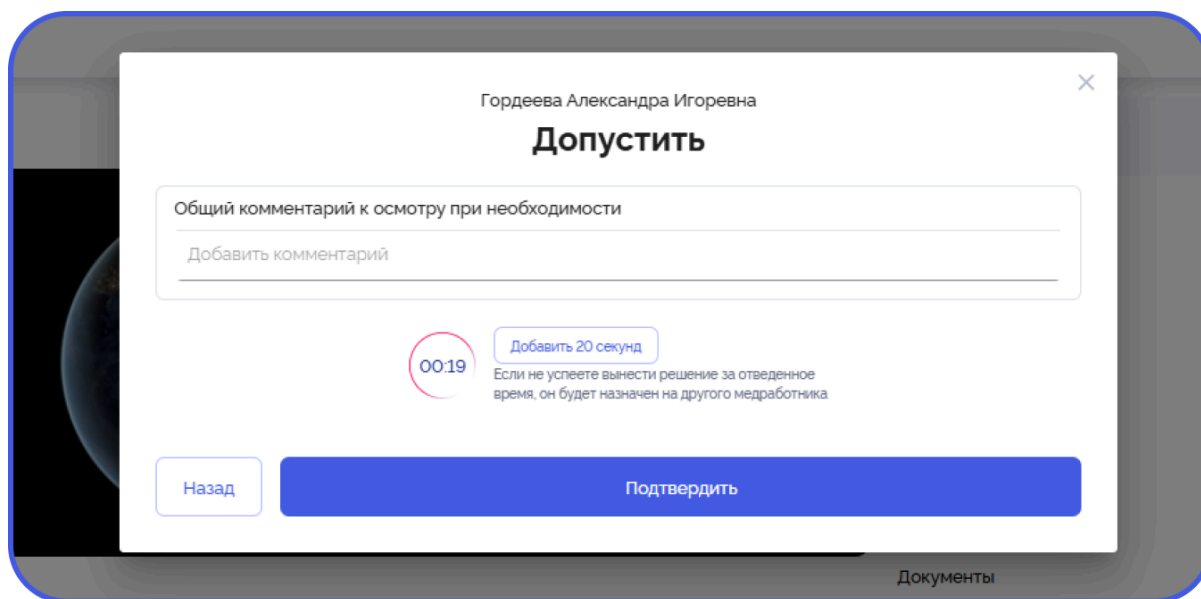 Гордеева Александра Игоревна
Допустить
Общий комментарий к осмотру при необходимости
Добавить комментарий
00:19
Добавить 20 секунд
Если не успеете вынести решение за отведенное
время, он будет назначен на другого медработника
Назад
Подтвердить
Документы